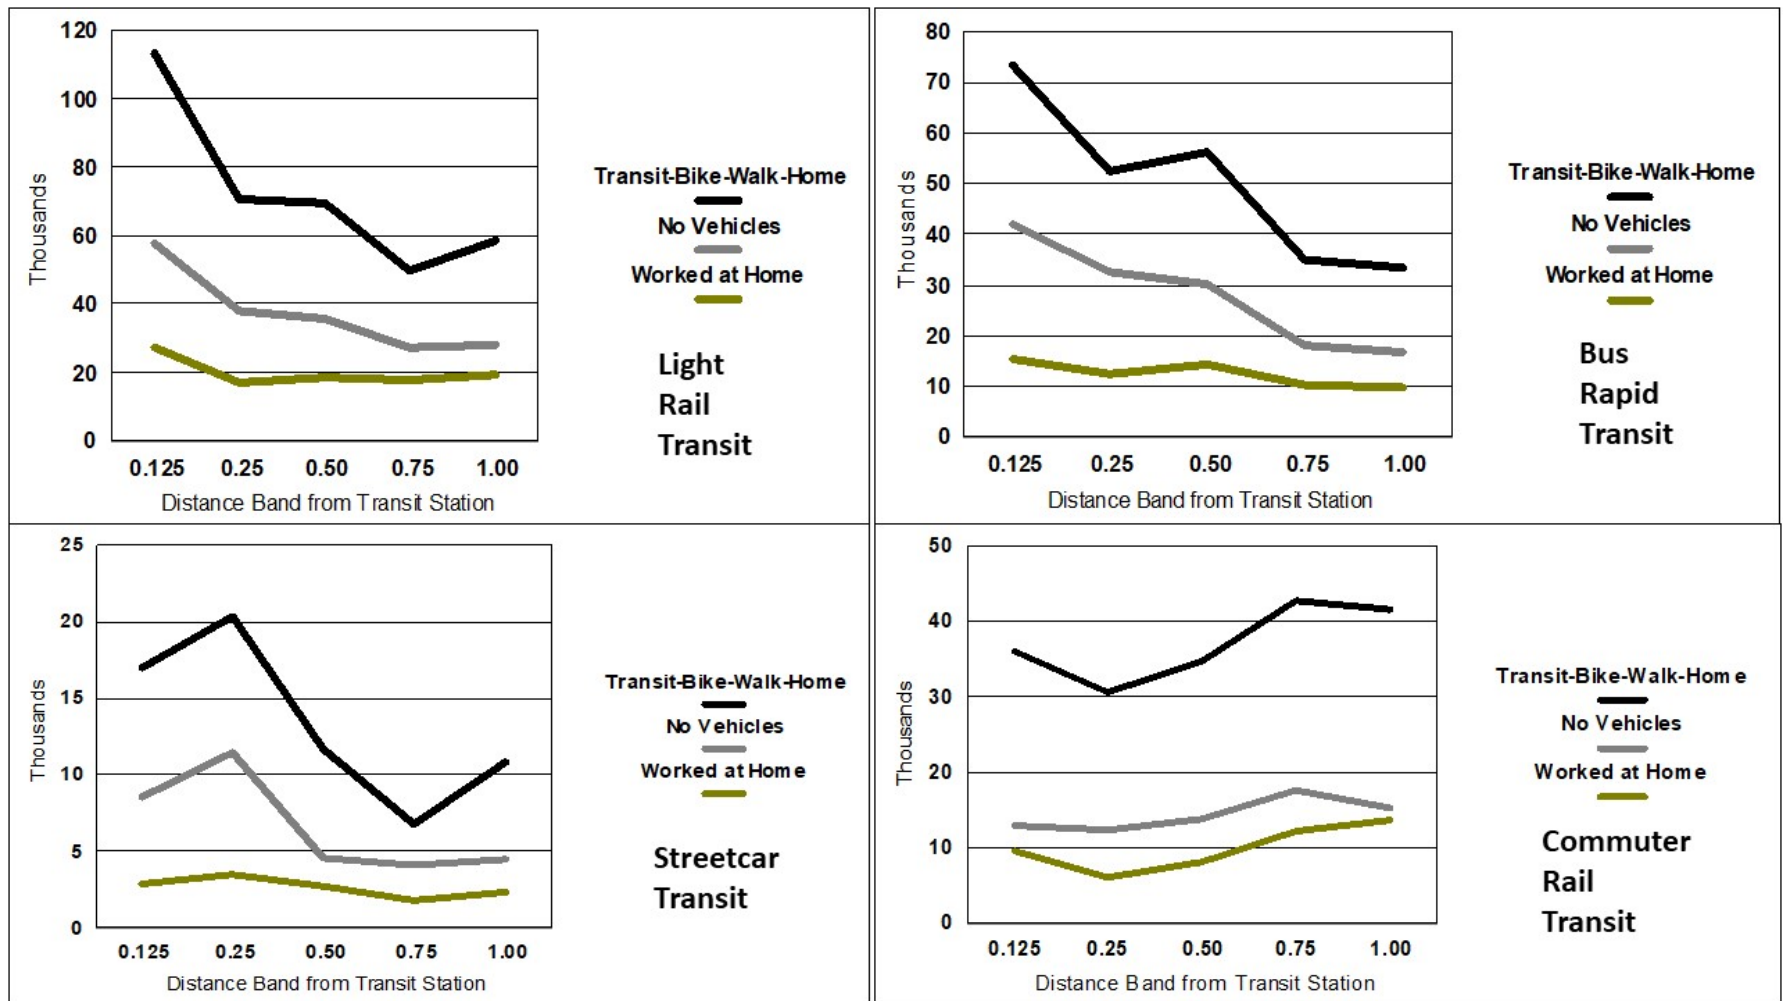 120
100
80
60
40
20
0
Thousands
0.125 0.25 0.50 0.75 1.00
Distance Band from Transit Station
Transit-Bike-Walk-Home
No Vehicles
Worked at Home
Light
Rail
Transit
80
70
60
50
40
30
20
10
0
Thousands
0.125 0.25 0.50 0.75 1.00
Distance Band from Transit Station
Transit-Bike-Walk-Home
No Vehicles
Worked at Home
Bus
Rapid
Transit
25
20
15
10
5
0
Thousands
0.125 0.25 0.50 0.75 1.00
Distance Band from Transit Station
Transit-Bike-Walk-Home
No Vehicles
Worked at Home
Streetcar
Transit
50
40
30
20
10
0
Thousands
0.125 0.25 0.50 0.75 1.00
Distance Band from Transit Station
Transit-Bike-Walk-Home
No Vehicles
Worked at Home
Commuter
Rail
Transit